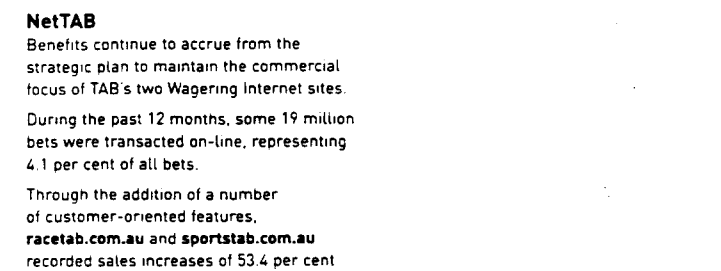 NetTAB
Benefits continue to accrue from the
strategic plan to maintain the commercial
focus of TAB's two Wagering Internet sites.
During the past 12 months, some 19 million
bets were transacted on-line, representing
4.1 per cent of all bets.
Through the addition of a number
of customer-oriented features,
racetab.com.au and sportstab.com.au
recorded sales increases of 53.4 per cent